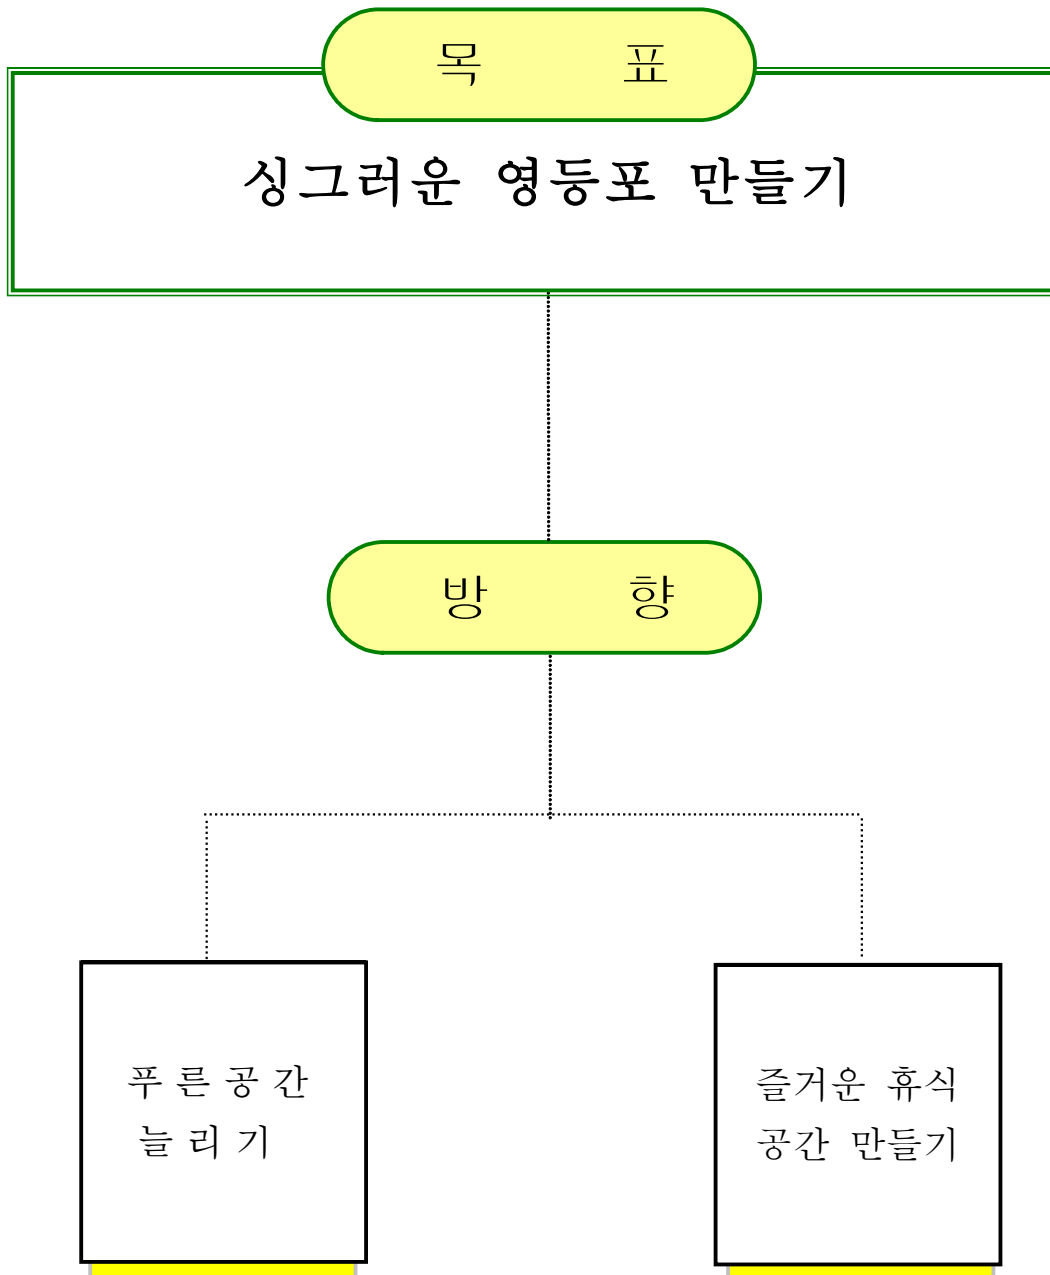 목 표
싱그러운 영등포 만들기
방 향
푸 른 공 간
늘 리 기
즐거운 휴식
공간 만들기